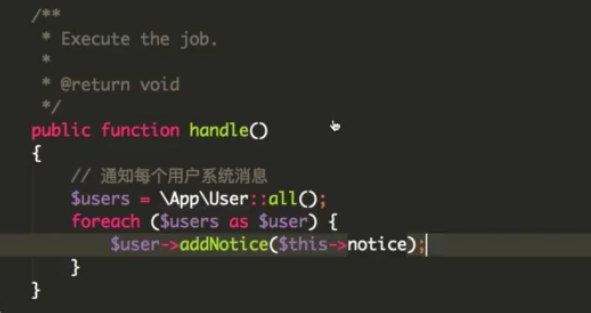 /**
 * Execute the job.
 *
 * @return void
 */
public function handle()
{
    // 通知每个用户系统消息
    $users = \App\User::all();
    foreach ($users as $user) {
        $user->addNotice($this->notice);
    }
}